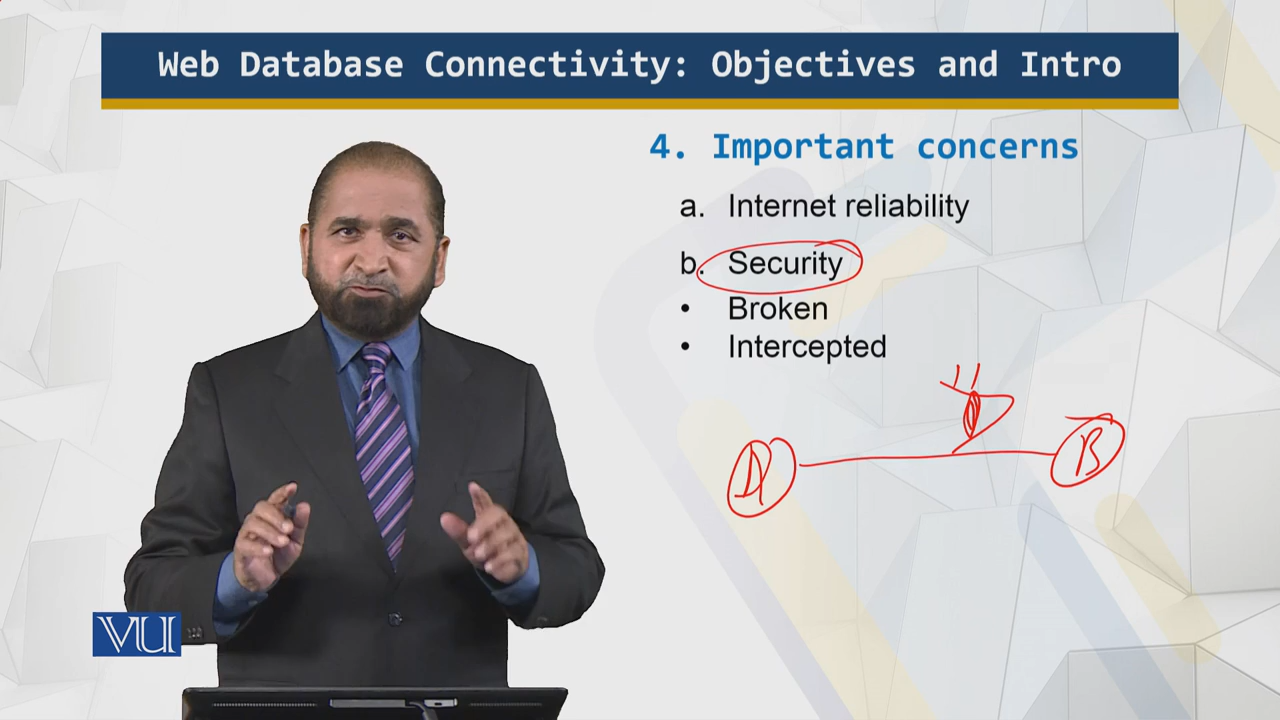 Web Database Connectivity: Objectives and Intro
4. Important concerns
a. Internet reliability
b. Security
• Broken
• Intercepted
B
VU